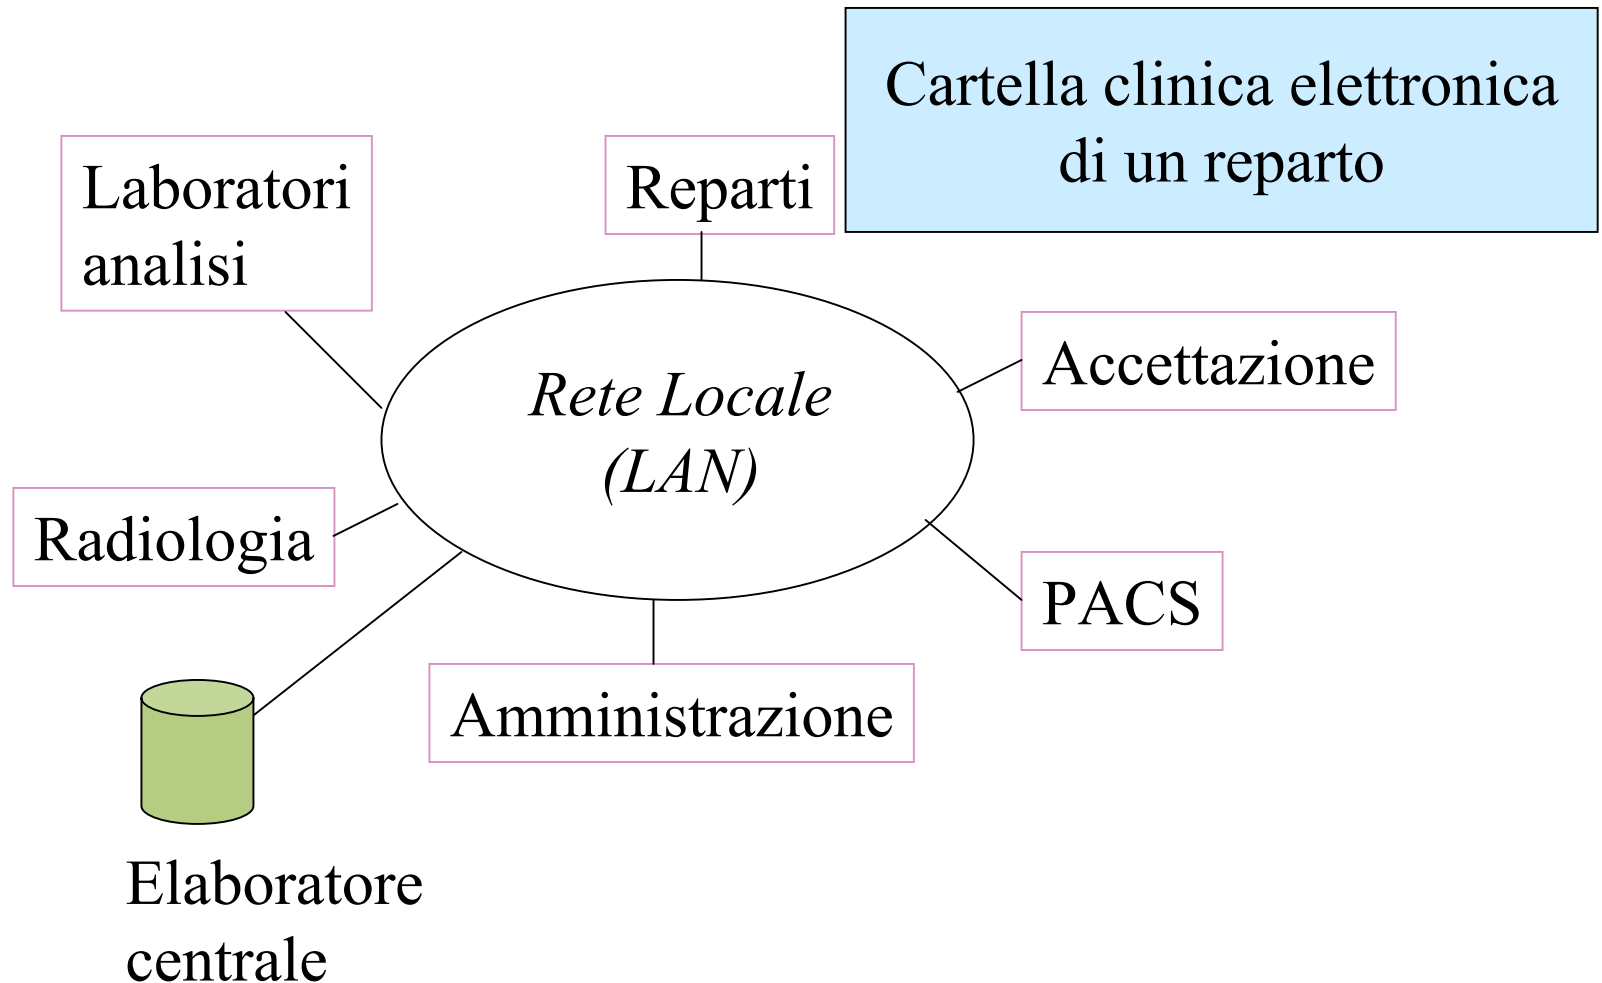 Cartella clinica elettronica
di un reparto
Laboratori
analisi
Reparti
Accettazione
Rete Locale
(LAN)
Radiologia
PACS
Amministrazione
Elaboratore
centrale